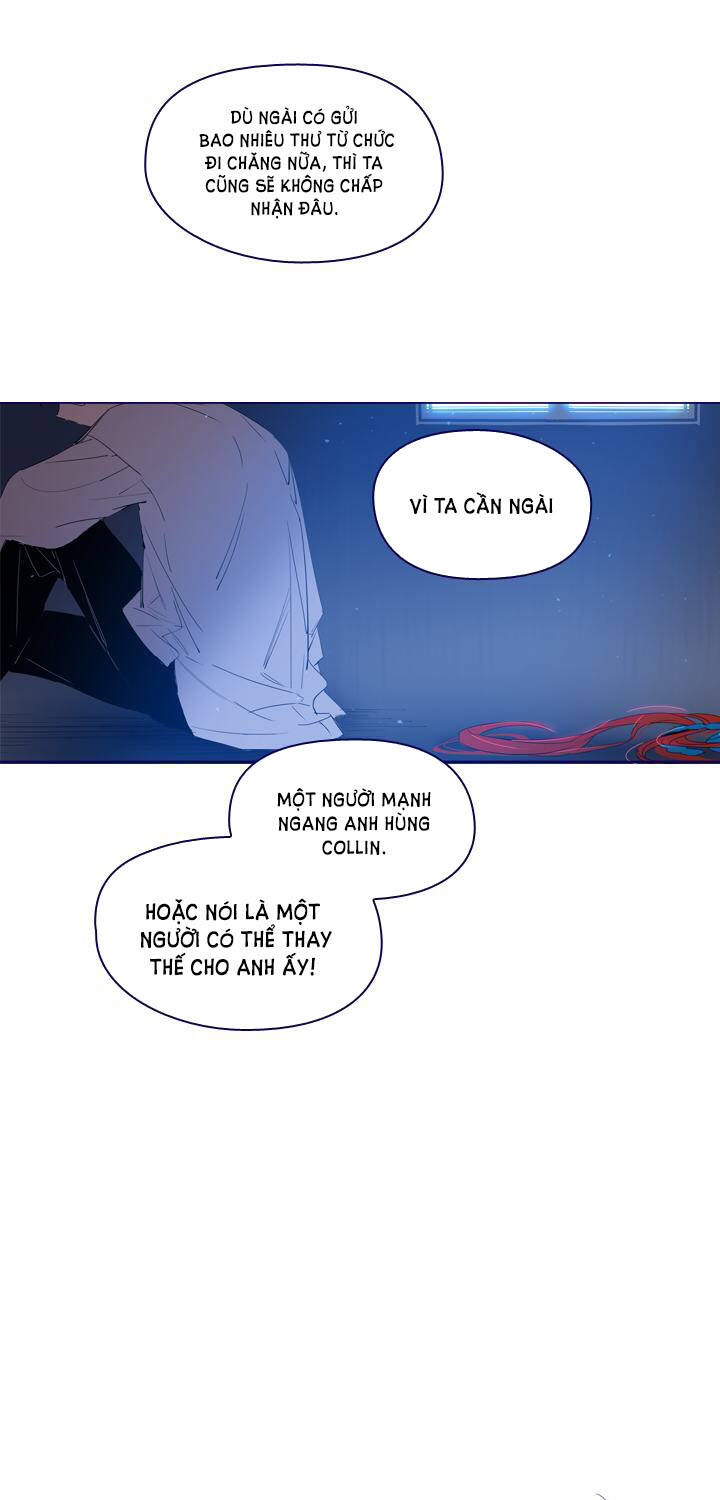 DÙ NGÀI CÓ GỬI
BAO NHIÊU THƯ TỪ CHỨC
ĐI CHĂNG NỮA, THÌ TA
CŨNG SẼ KHÔNG CHẤP
NHẬN ĐÂU.
VÌ TA CẦN NGÀI
MỘT NGƯỜI MẠNH
NGANG ANH HÙNG
COLLIN.
HOẶC NÓI LÀ MỘT
NGƯỜI CÓ THỂ THAY
THẾ CHO ANH ẤY!